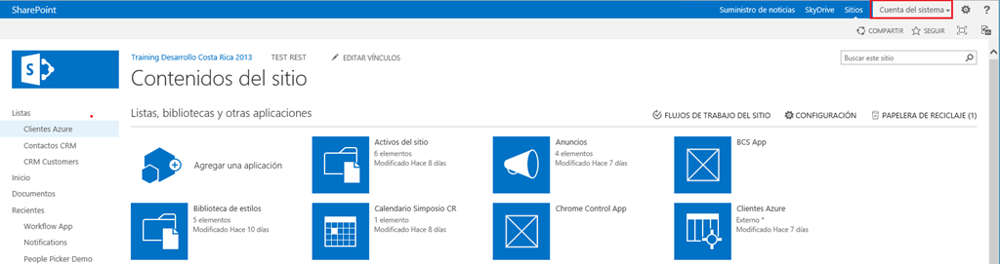 SharePoint
Suministro de noticias SkyDrive Sitios Cuenta del sistema ?
COMPARTIR SEGUIR
S
Training Desarrollo Costa Rica 2013 TEST REST EDITAR VÍNCULOS
Buscar este sitio
Contenidos del sitio
Listas
Clientes Azure
Contactos CRM
CRM Customers
Inicio
Documentos
Recientes
Workflow App
Notifications
People Picker Demo
Listas, bibliotecas y otras aplicaciones
FLUJOS DE TRABAJO DEL SITIO CONFIGURACIÓN PAPELERA DE RECICLAJE (1)
Agregar una aplicación
Activos del sitio
6 elementos
Modificado Hace 8 días
Anuncios
4 elementos
Modificado Hace 7 días
BCS App
Biblioteca de estilos
5 elementos
Modificado Hace 10 días
Calendario Simposio CR
1 elemento
Modificado Hace 8 días
Chrome Control App
Clientes Azure
Externo *
Modificado Hace 7 días